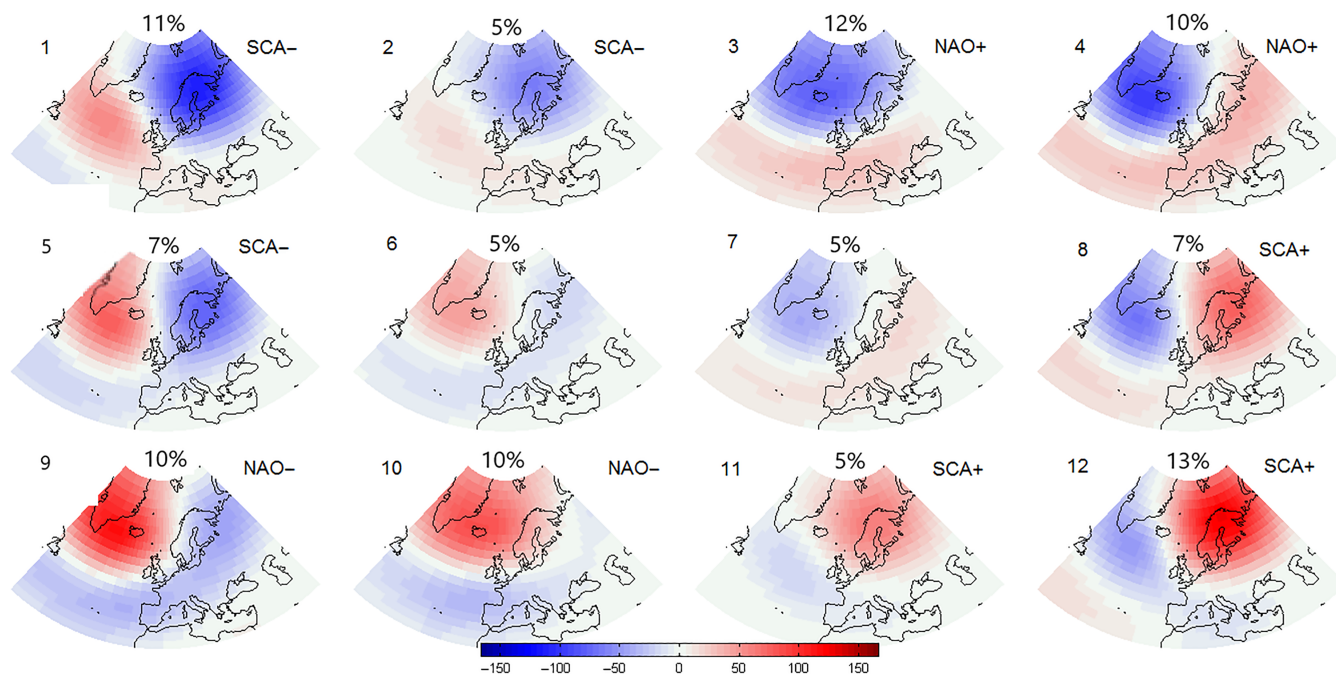 1 11% SCA−
2 5% SCA−
3 12% NAO+
4 10% NAO+
5 7% SCA−
6 5%
7 5%
8 7% SCA+
9 10% NAO−
10 10% NAO−
11 5% SCA+
12 13% SCA+
−150 −100 −50 0 50 100 150